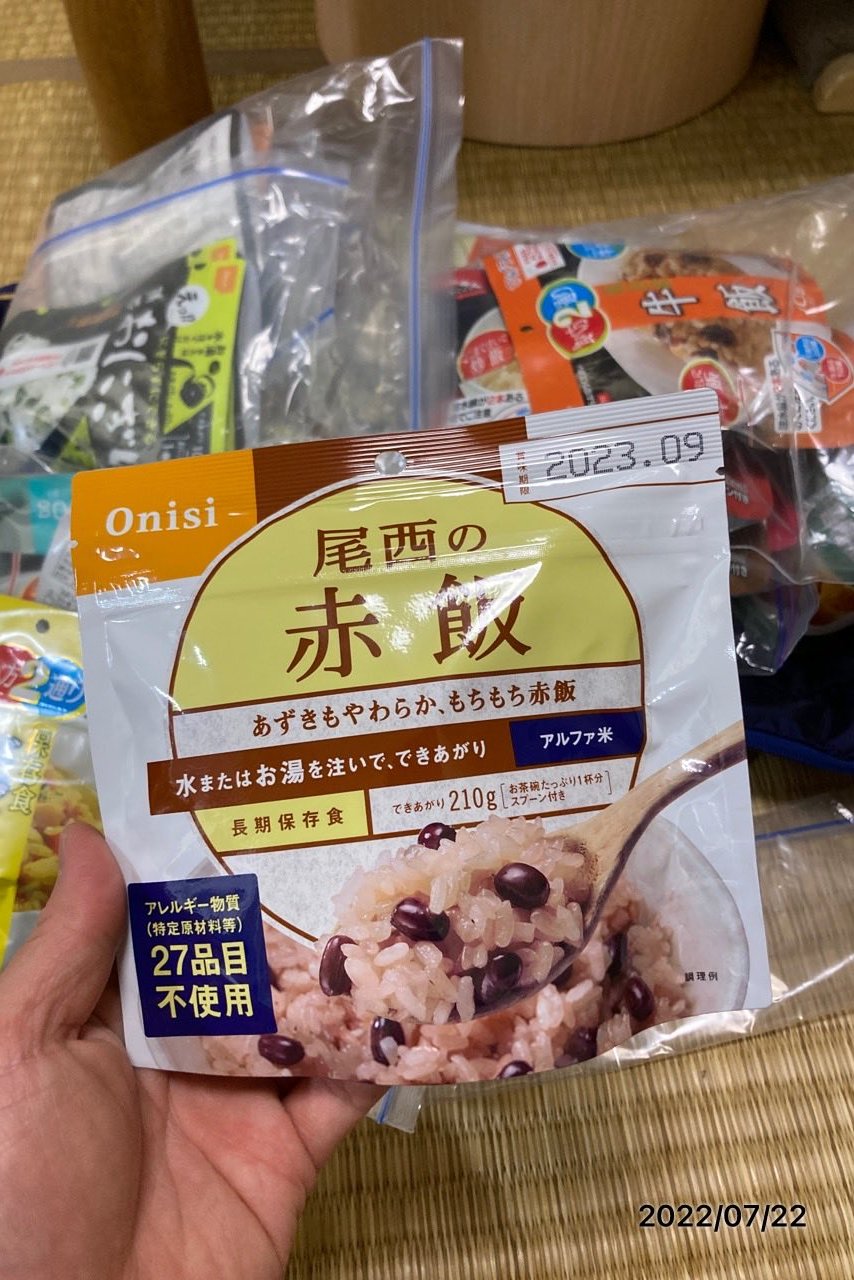 牛飯
Onisi
賞味期限
2023.09
尾西の
赤飯
あずきもやわらか、もちもち赤飯
水またはお湯を注いで、できあがり
アルファ米
長期保存食
できあがり210g[お茶碗たっぷり1杯分
スプーン付き]
アレルギー物質
(特定原材料等)
27品目
不使用
調理例
保存食
2022/07/22